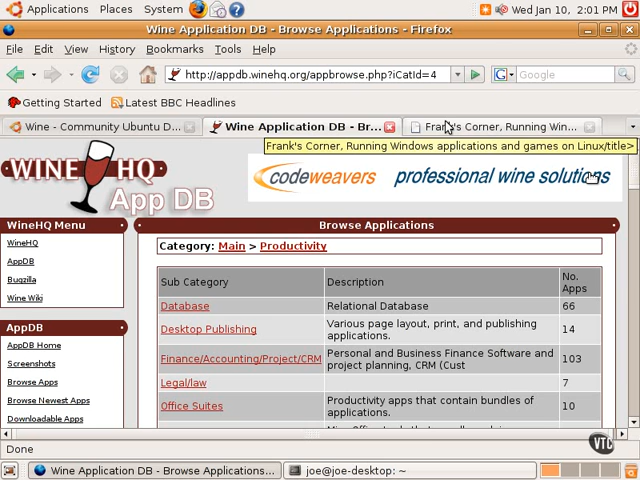 Applications Places System Wed Jan 10, 2:01 PM
Wine Application DB - Browse Applications - Firefox
File Edit View History Bookmarks Tools Help
http://appdb.winehq.org/appbrowse.php?iCatId=4 Google
Getting Started Latest BBC Headlines
Wine - Community Ubuntu D... Wine Application DB - Br... Frank's Corner, Running Win...
Frank's Corner, Running Windows applications and games on Linux/title>
WINE HQ
App DB
codeweavers professional wine solutions
WineHQ Menu
WineHQ
AppDB
Bugzilla
Wine Wiki
AppDB
AppDB Home
Screenshots
Browse Apps
Browse Newest Apps
Downloadable Apps
Browse Applications
Category: Main > Productivity
Sub Category Description No. Apps
Database Relational Database 66
Desktop Publishing Various page layout, print, and publishing applications. 14
Finance/Accounting/Project/CRM Personal and Business Finance Software and project planning, CRM (Cust 103
Legal/law 7
Office Suites Productivity apps that contain bundles of applications. 10
Done
VTC
Wine Application DB - Browse Applications... joe@joe-desktop: ~